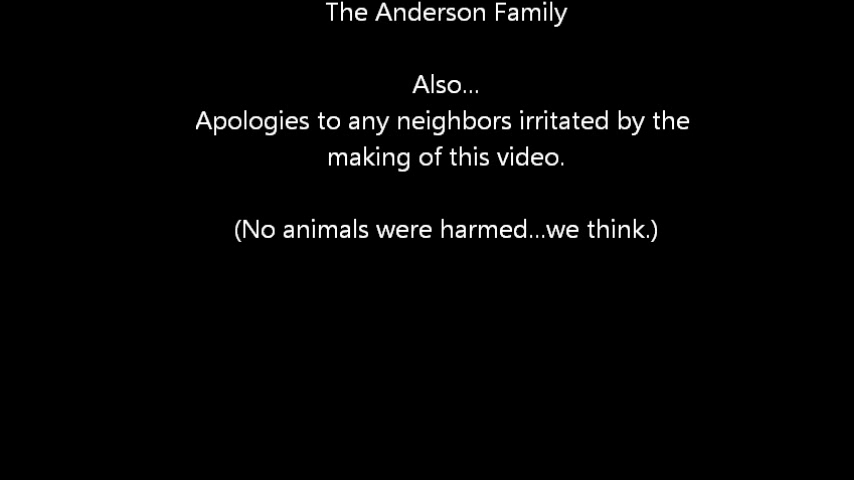 The Anderson Family
Also...
Apologies to any neighbors irritated by the
making of this video.
(No animals were harmed...we think.)